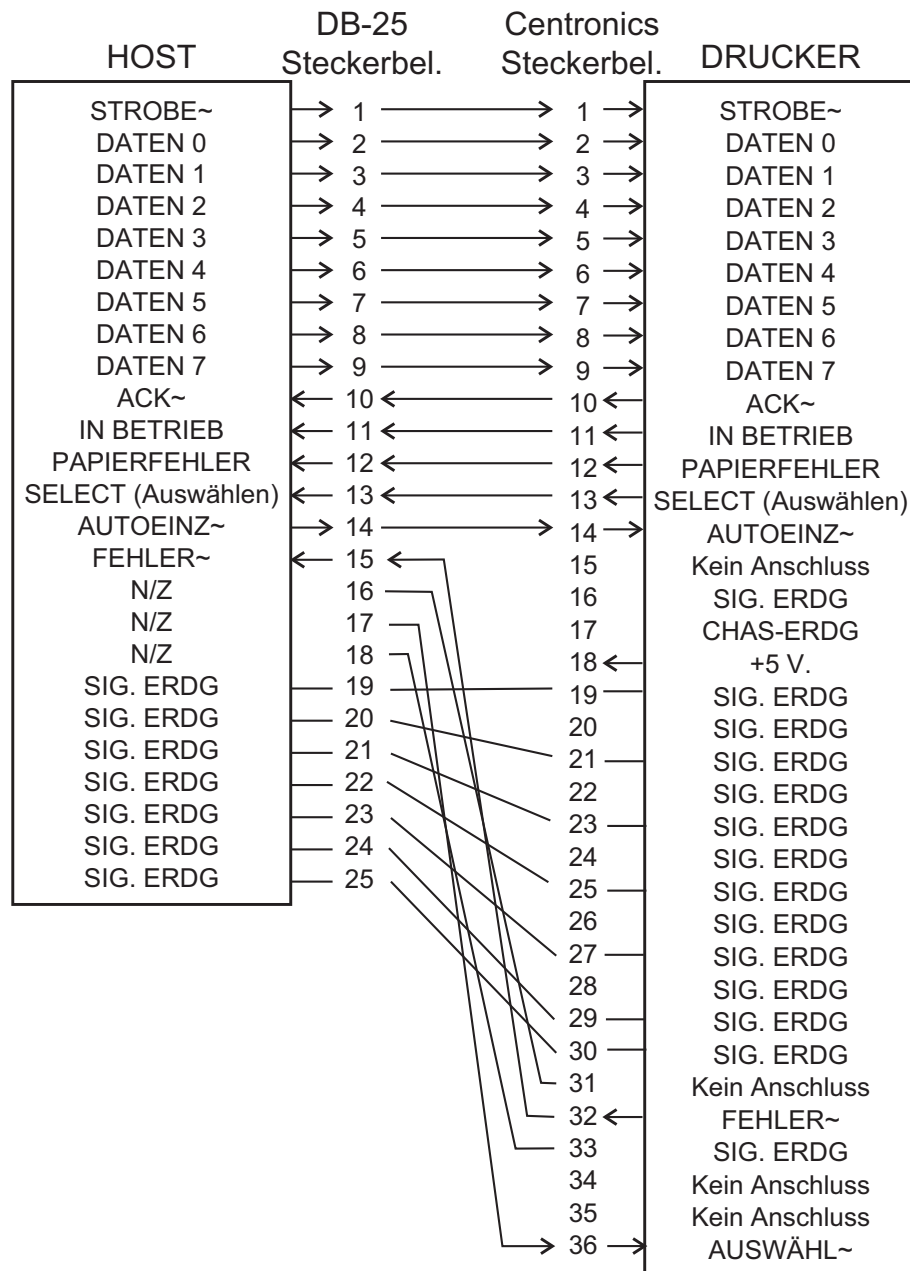 DB-25 Centronics
HOST Steckerbel. Steckerbel. DRUCKER
STROBE~ 1 1 STROBE~
DATEN 0 2 2 DATEN 0
DATEN 1 3 3 DATEN 1
DATEN 2 4 4 DATEN 2
DATEN 3 5 5 DATEN 3
DATEN 4 6 6 DATEN 4
DATEN 5 7 7 DATEN 5
DATEN 6 8 8 DATEN 6
DATEN 7 9 9 DATEN 7
ACK~ 10 10 ACK~
IN BETRIEB 11 11 IN BETRIEB
PAPIERFEHLER 12 12 PAPIERFEHLER
SELECT (Auswählen) 13 13 SELECT (Auswählen)
AUTOEINZ~ 14 14 AUTOEINZ~
FEHLER~ 15 15 Kein Anschluss
N/Z 16 16 SIG. ERDG
N/Z 17 17 CHAS-ERDG
N/Z 18 18 +5 V.
SIG. ERDG 19 19 SIG. ERDG
SIG. ERDG 20 20 SIG. ERDG
SIG. ERDG 21 21 SIG. ERDG
SIG. ERDG 22 22 SIG. ERDG
SIG. ERDG 23 23 SIG. ERDG
SIG. ERDG 24 24 SIG. ERDG
SIG. ERDG 25 25 SIG. ERDG
26 SIG. ERDG
27 SIG. ERDG
28 SIG. ERDG
29 SIG. ERDG
30 SIG. ERDG
31 Kein Anschluss
32 FEHLER~
33 SIG. ERDG
34 Kein Anschluss
35 Kein Anschluss
36 AUSWÄHL~